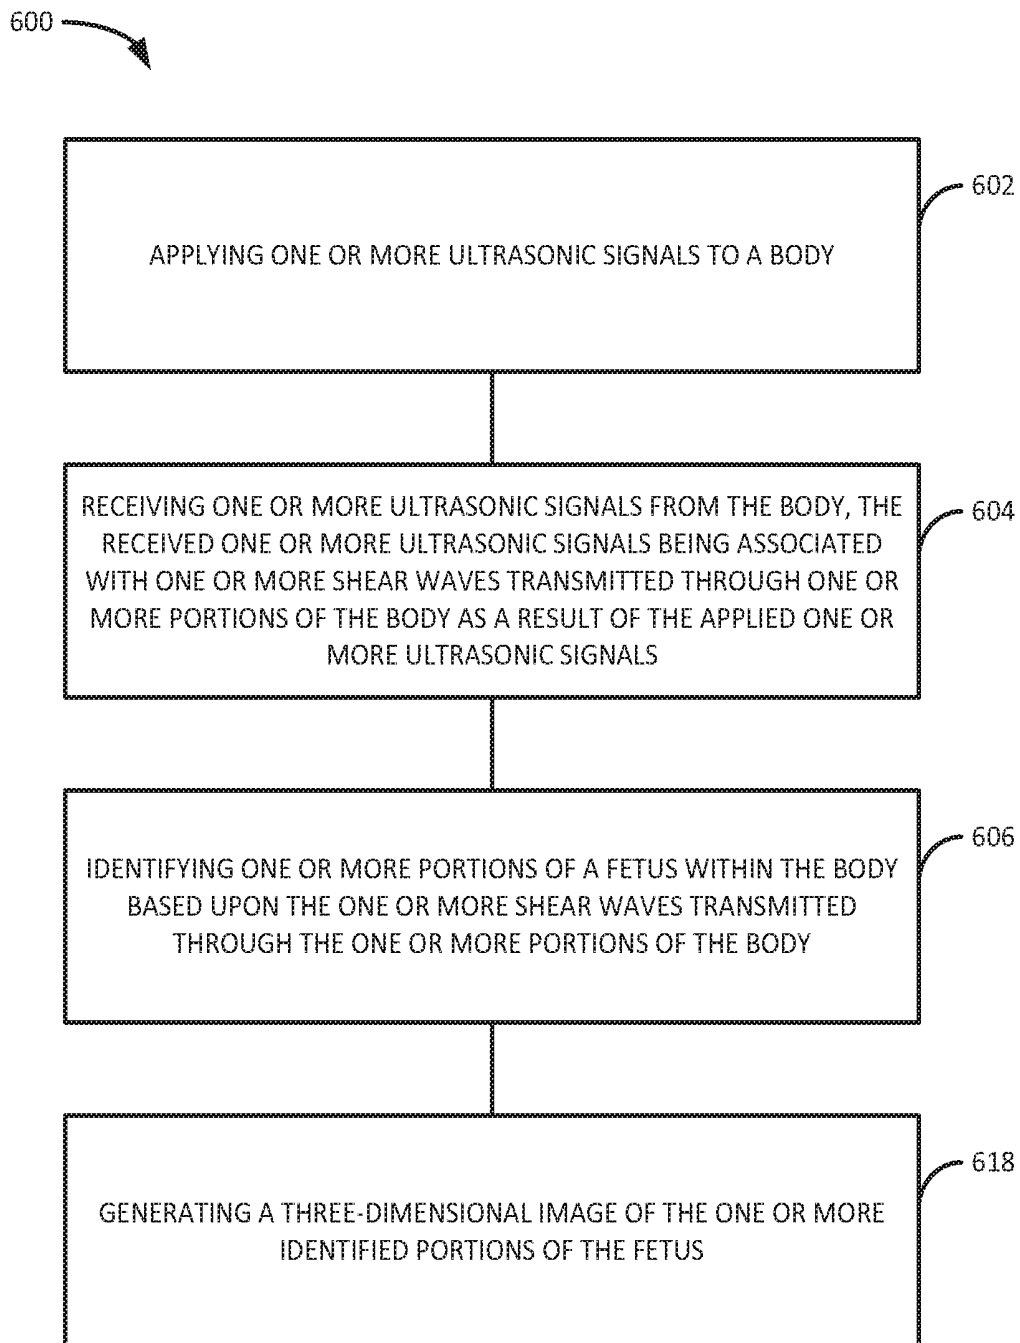 600
602
APPLYING ONE OR MORE ULTRASONIC SIGNALS TO A BODY
604
RECEIVING ONE OR MORE ULTRASONIC SIGNALS FROM THE BODY, THE
RECEIVED ONE OR MORE ULTRASONIC SIGNALS BEING ASSOCIATED
WITH ONE OR MORE SHEAR WAVES TRANSMITTED THROUGH ONE OR
MORE PORTIONS OF THE BODY AS A RESULT OF THE APPLIED ONE OR
MORE ULTRASONIC SIGNALS
606
IDENTIFYING ONE OR MORE PORTIONS OF A FETUS WITHIN THE BODY
BASED UPON THE ONE OR MORE SHEAR WAVES TRANSMITTED
THROUGH THE ONE OR MORE PORTIONS OF THE BODY
618
GENERATING A THREE-DIMENSIONAL IMAGE OF THE ONE OR MORE
IDENTIFIED PORTIONS OF THE FETUS